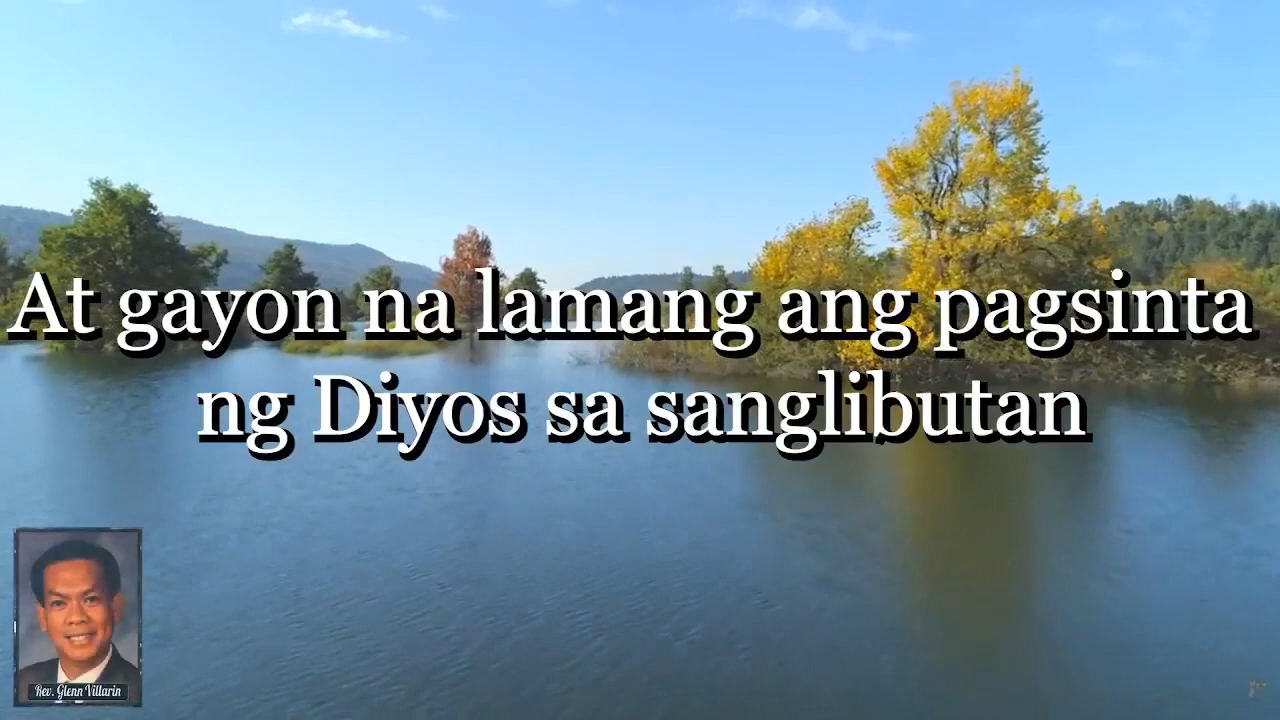 At gayon na lamang ang pagsinta
ng Diyos sa sanglibutan
Rev. Glenn Villarin